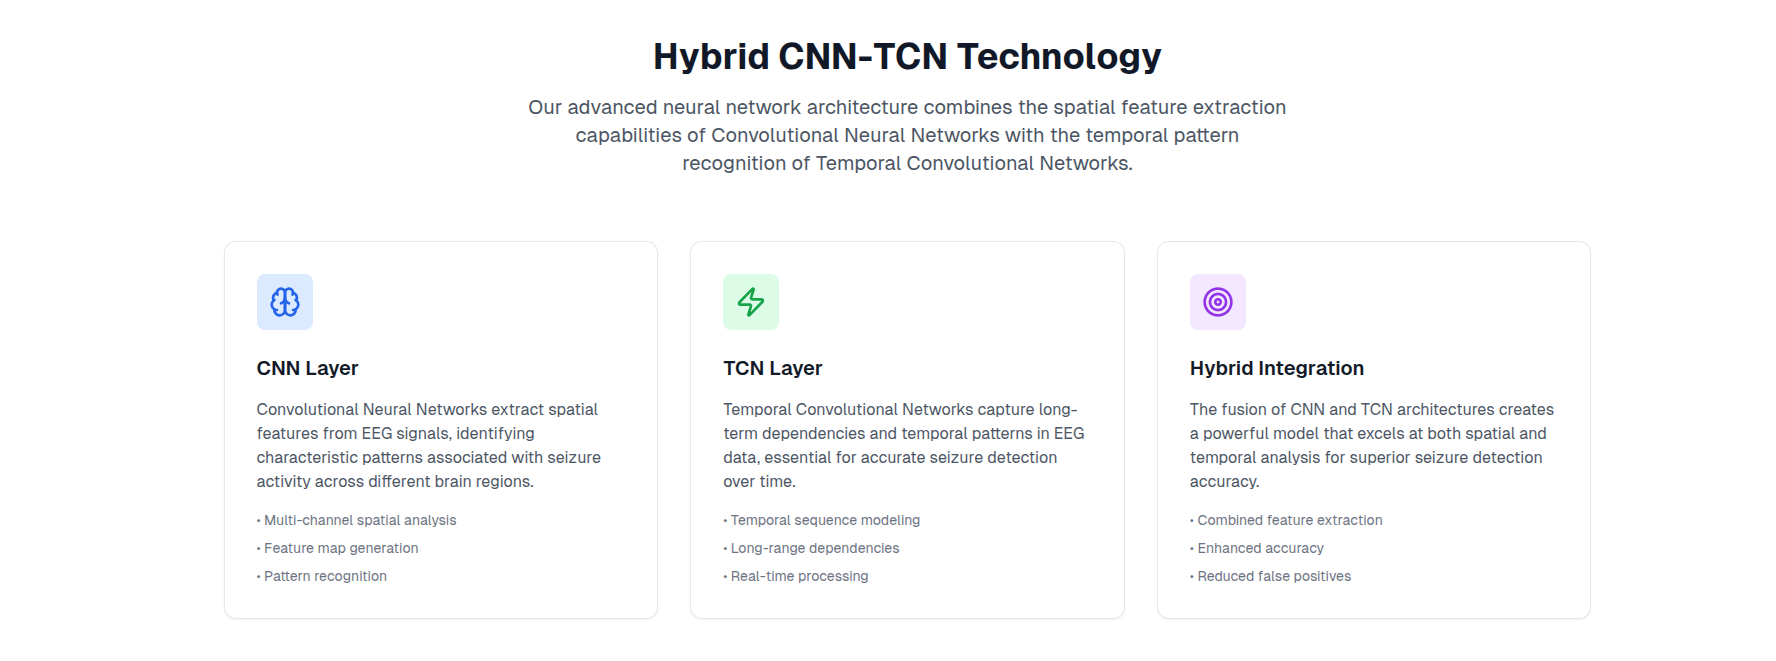 Hybrid CNN-TCN Technology
Our advanced neural network architecture combines the spatial feature extraction
capabilities of Convolutional Neural Networks with the temporal pattern
recognition of Temporal Convolutional Networks.
CNN Layer
Convolutional Neural Networks extract spatial
features from EEG signals, identifying
characteristic patterns associated with seizure
activity across different brain regions.
• Multi-channel spatial analysis
• Feature map generation
• Pattern recognition
TCN Layer
Temporal Convolutional Networks capture long-
term dependencies and temporal patterns in EEG
data, essential for accurate seizure detection
over time.
• Temporal sequence modeling
• Long-range dependencies
• Real-time processing
Hybrid Integration
The fusion of CNN and TCN architectures creates
a powerful model that excels at both spatial and
temporal analysis for superior seizure detection
accuracy.
• Combined feature extraction
• Enhanced accuracy
• Reduced false positives